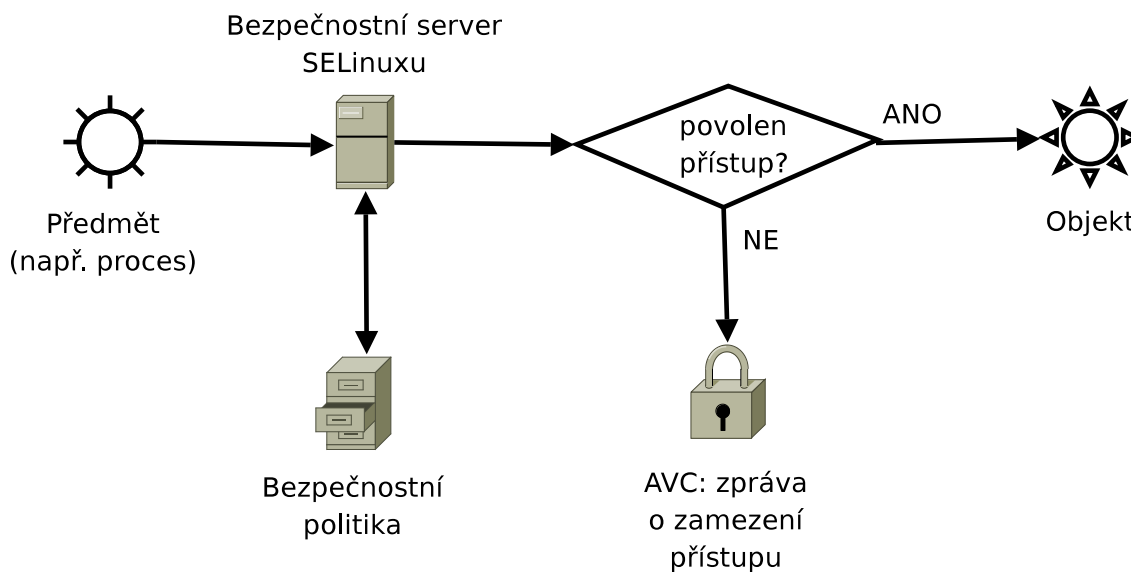 Bezpečnostní server
SELinuxu
Předmět
(např. proces)
povolen
přístup?
ANO
Objekt
NE
Bezpečnostní
politika
AVC: zpráva
o zamezení
přístupu